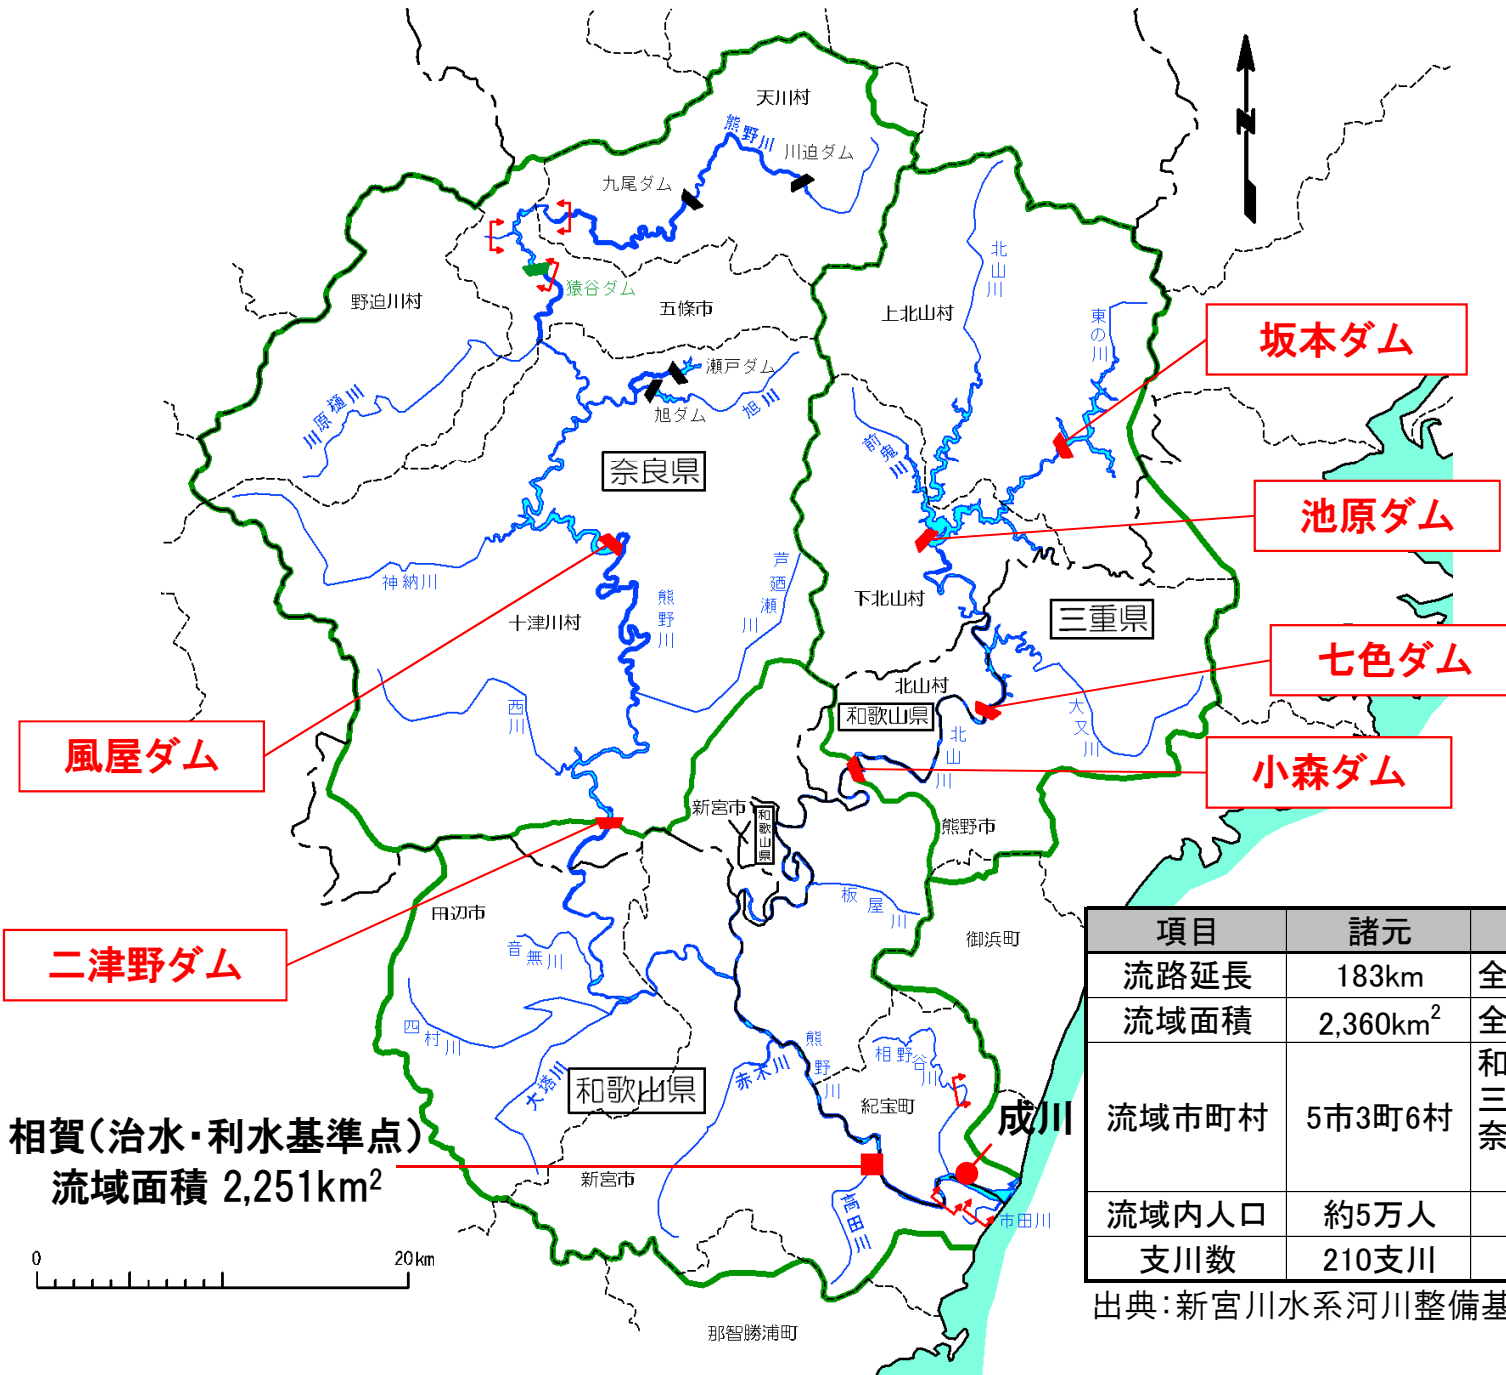 天川村
熊野川
川迫ダム
九尾ダム
猿谷ダム
野迫川村
五條市
北山川
上北山村
東の川
坂本ダム
瀬戸ダム
旭ダム
旭川
川原樋川
前鬼川
奈良県
池原ダム
神納川
十津川村
熊野川
芦廼瀬川
下北山村
三重県
七色ダム
西川
北山村
和歌山県
北山川
大又川
風屋ダム
小森ダム
新宮市
和歌山県
熊野市
二津野ダム
田辺市
音無川
板屋川
御浜町
四村川
大塔川
和歌山県
赤木川
熊野川
相野谷川
紀宝町
成川
相賀(治水・利水基準点)
流域面積 2,251km²
新宮市
高田川
市田川
那智勝浦町
0 20km
項目 諸元
流路延長 183km 全
流域面積 2,360km² 全
流域市町村 5市3町6村 和
三
奈
流域内人口 約5万人
支川数 210支川
出典：新宮川水系河川整備基
N